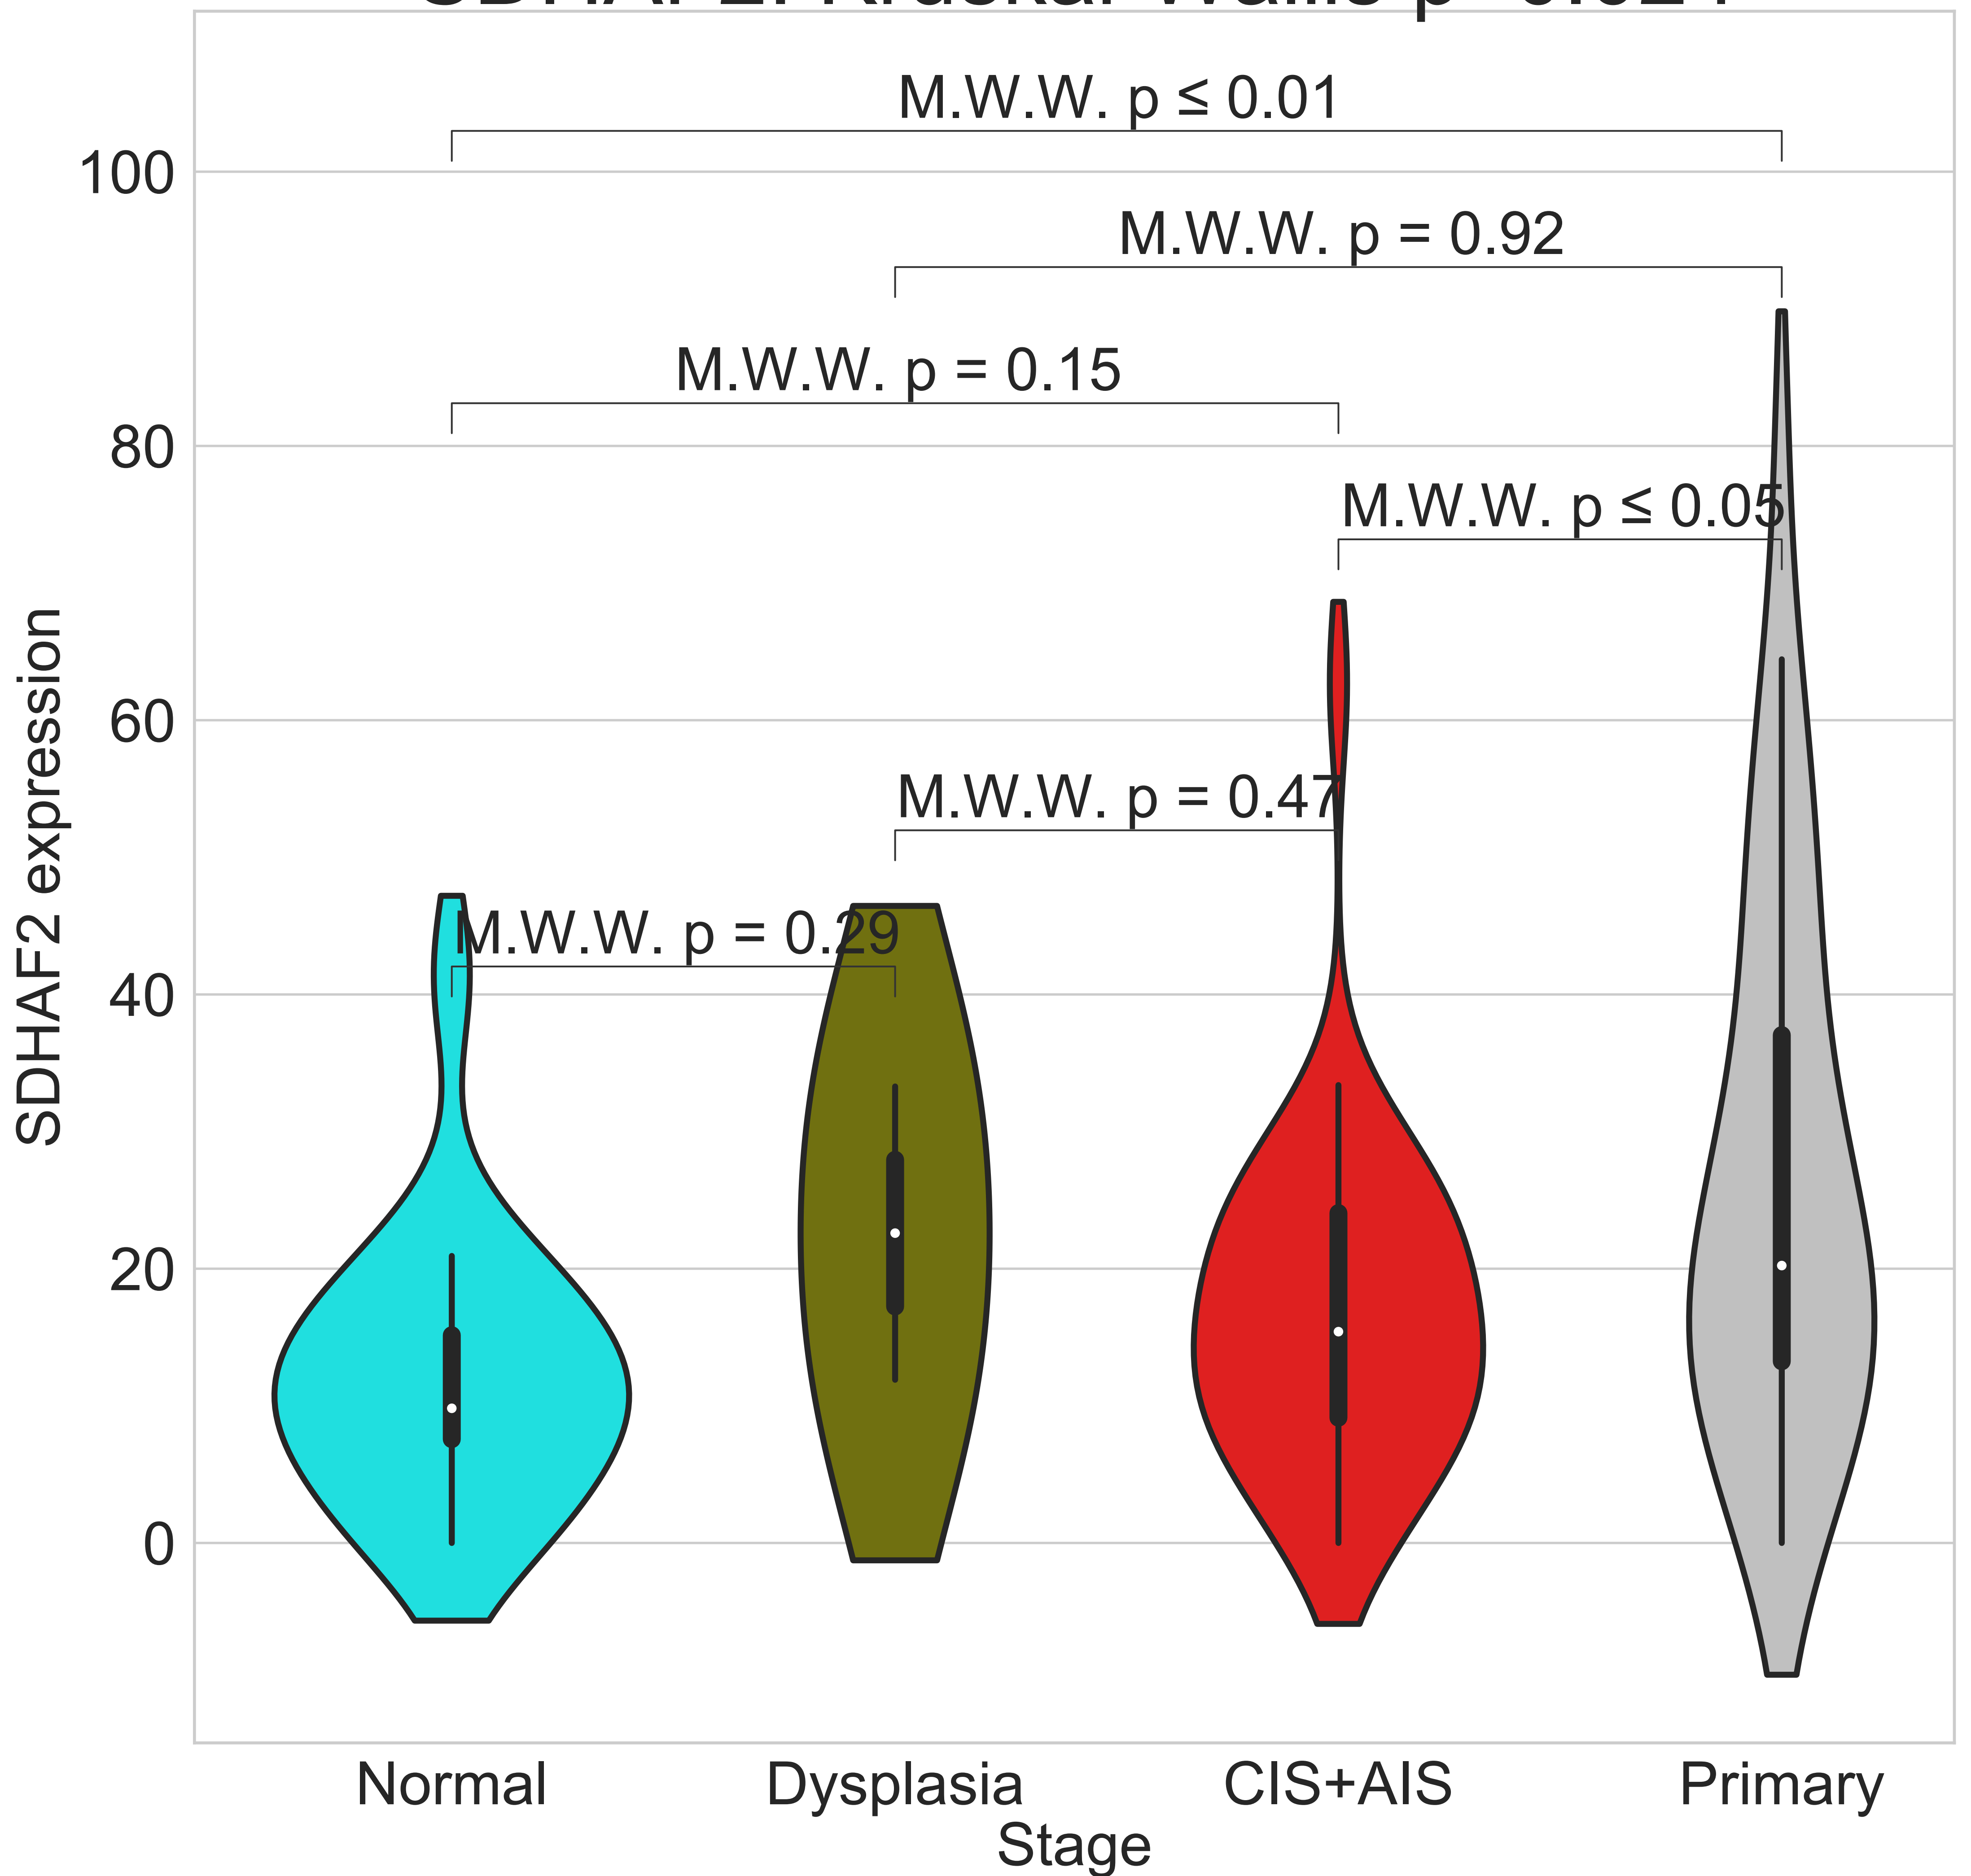 M.W.W. p ≤ 0.01
100
M.W.W. p = 0.92
M.W.W. p = 0.15
80
M.W.W. p ≤ 0.05
60
M.W.W. p = 0.47
M.W.W. p = 0.29
40
20
0
SDHAF2 expression
Normal Dysplasia CIS+AIS Primary
Stage